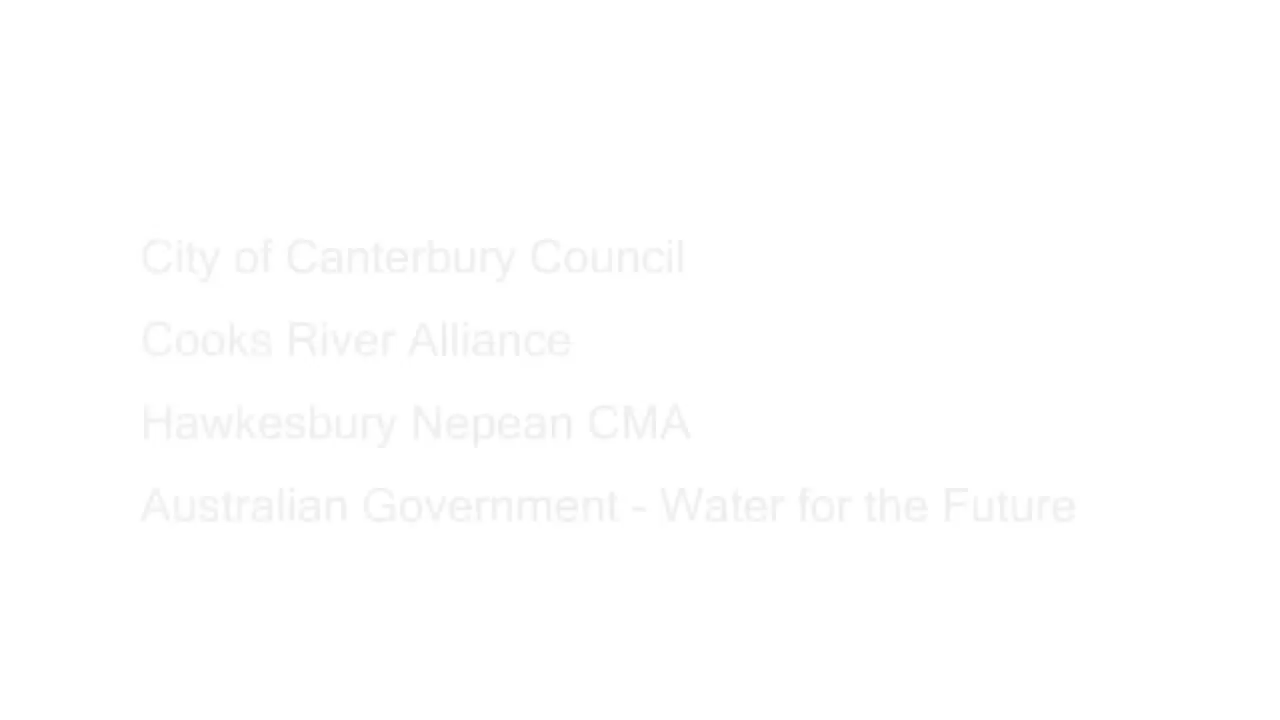 City of Canterbury Council
Cooks River Alliance
Hawkesbury Nepean CMA
Australian Government - Water for the Future